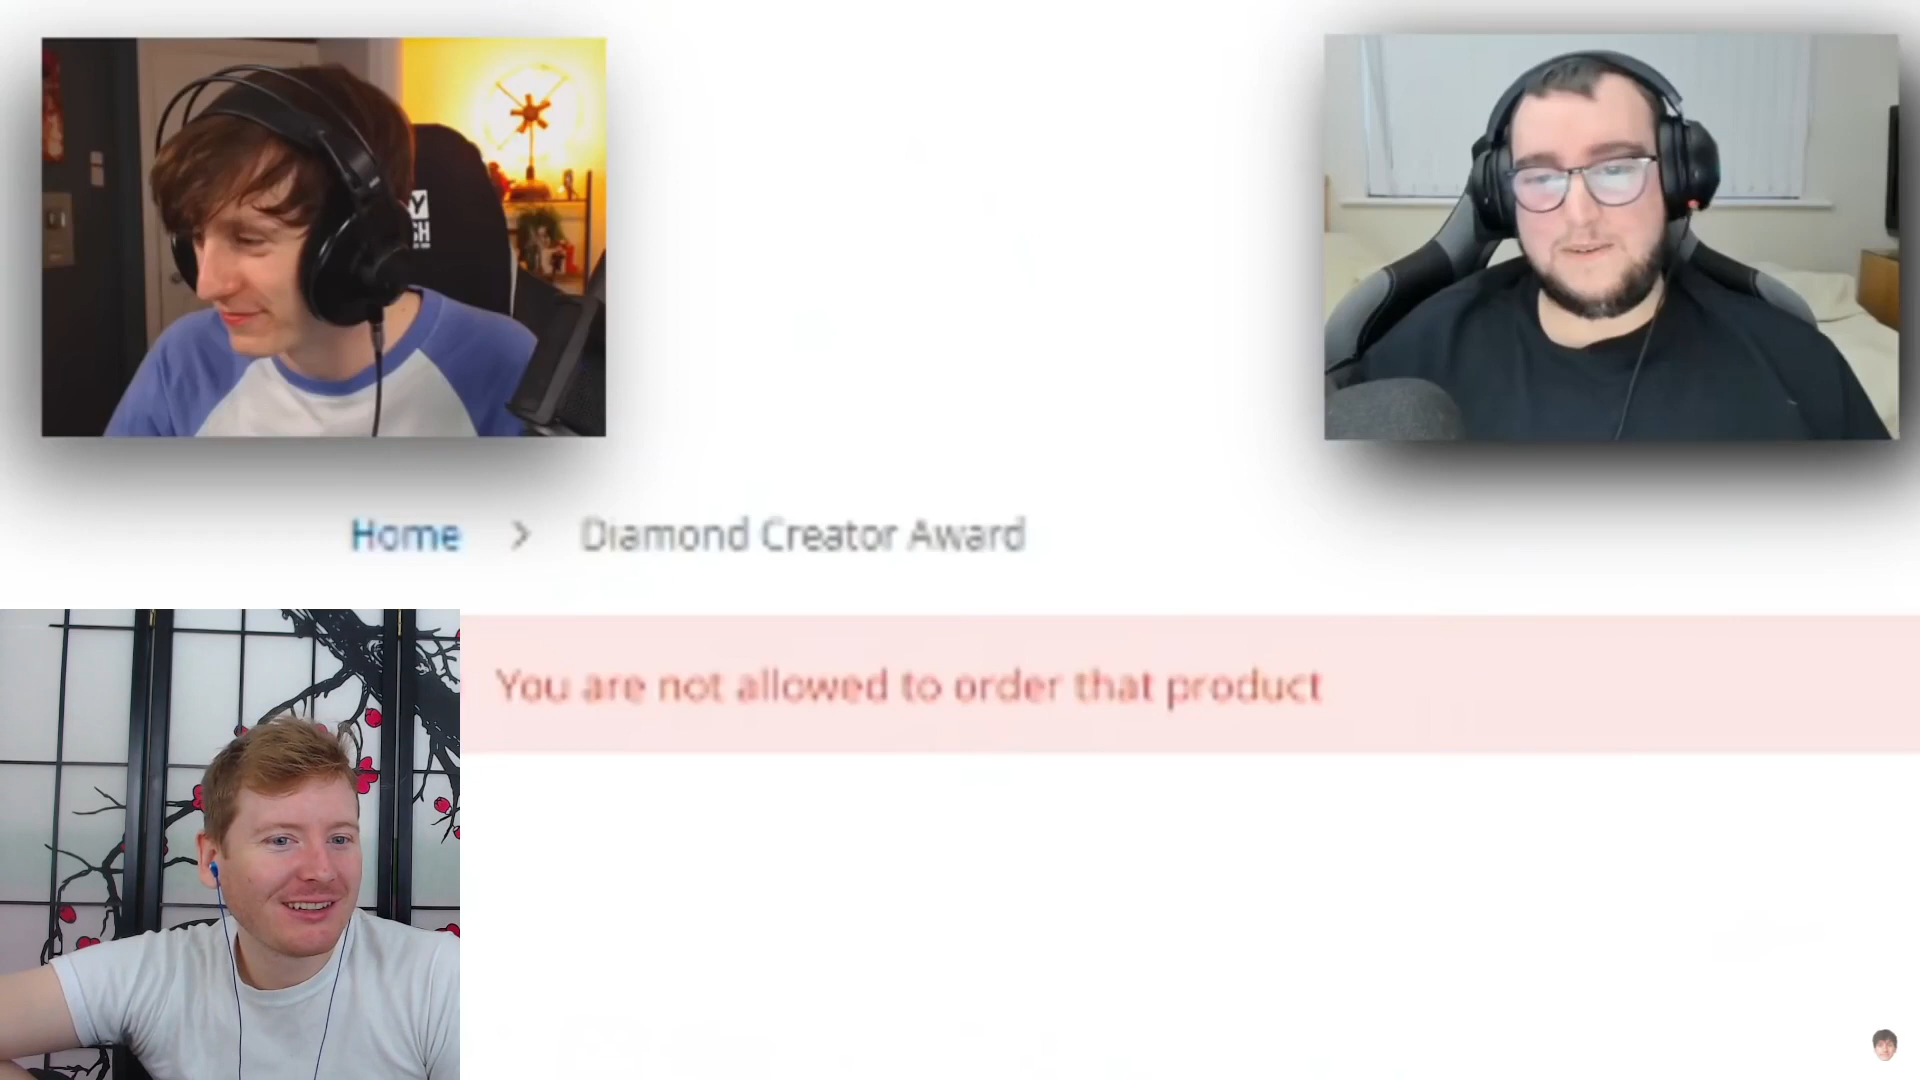 Home > Diamond Creator Award
You are not allowed to order that product